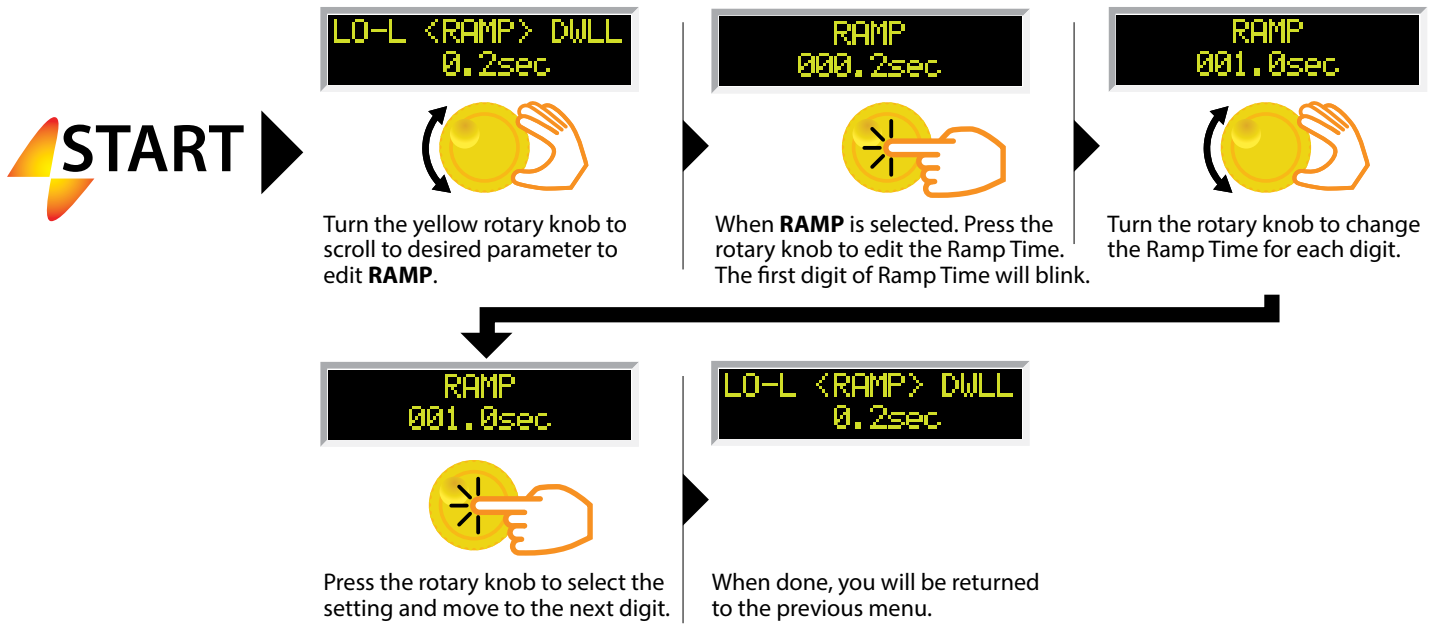 START
LO-L <RAMP> DWLL
0.2sec
Turn the yellow rotary knob to
scroll to desired parameter to
edit RAMP.
RAMP
000.2sec
When RAMP is selected. Press the
rotary knob to edit the Ramp Time.
The first digit of Ramp Time will blink.
RAMP
001.0sec
Turn the rotary knob to change
the Ramp Time for each digit.
RAMP
001.0sec
Press the rotary knob to select the
setting and move to the next digit.
LO-L <RAMP> DWLL
0.2sec
When done, you will be returned
to the previous menu.